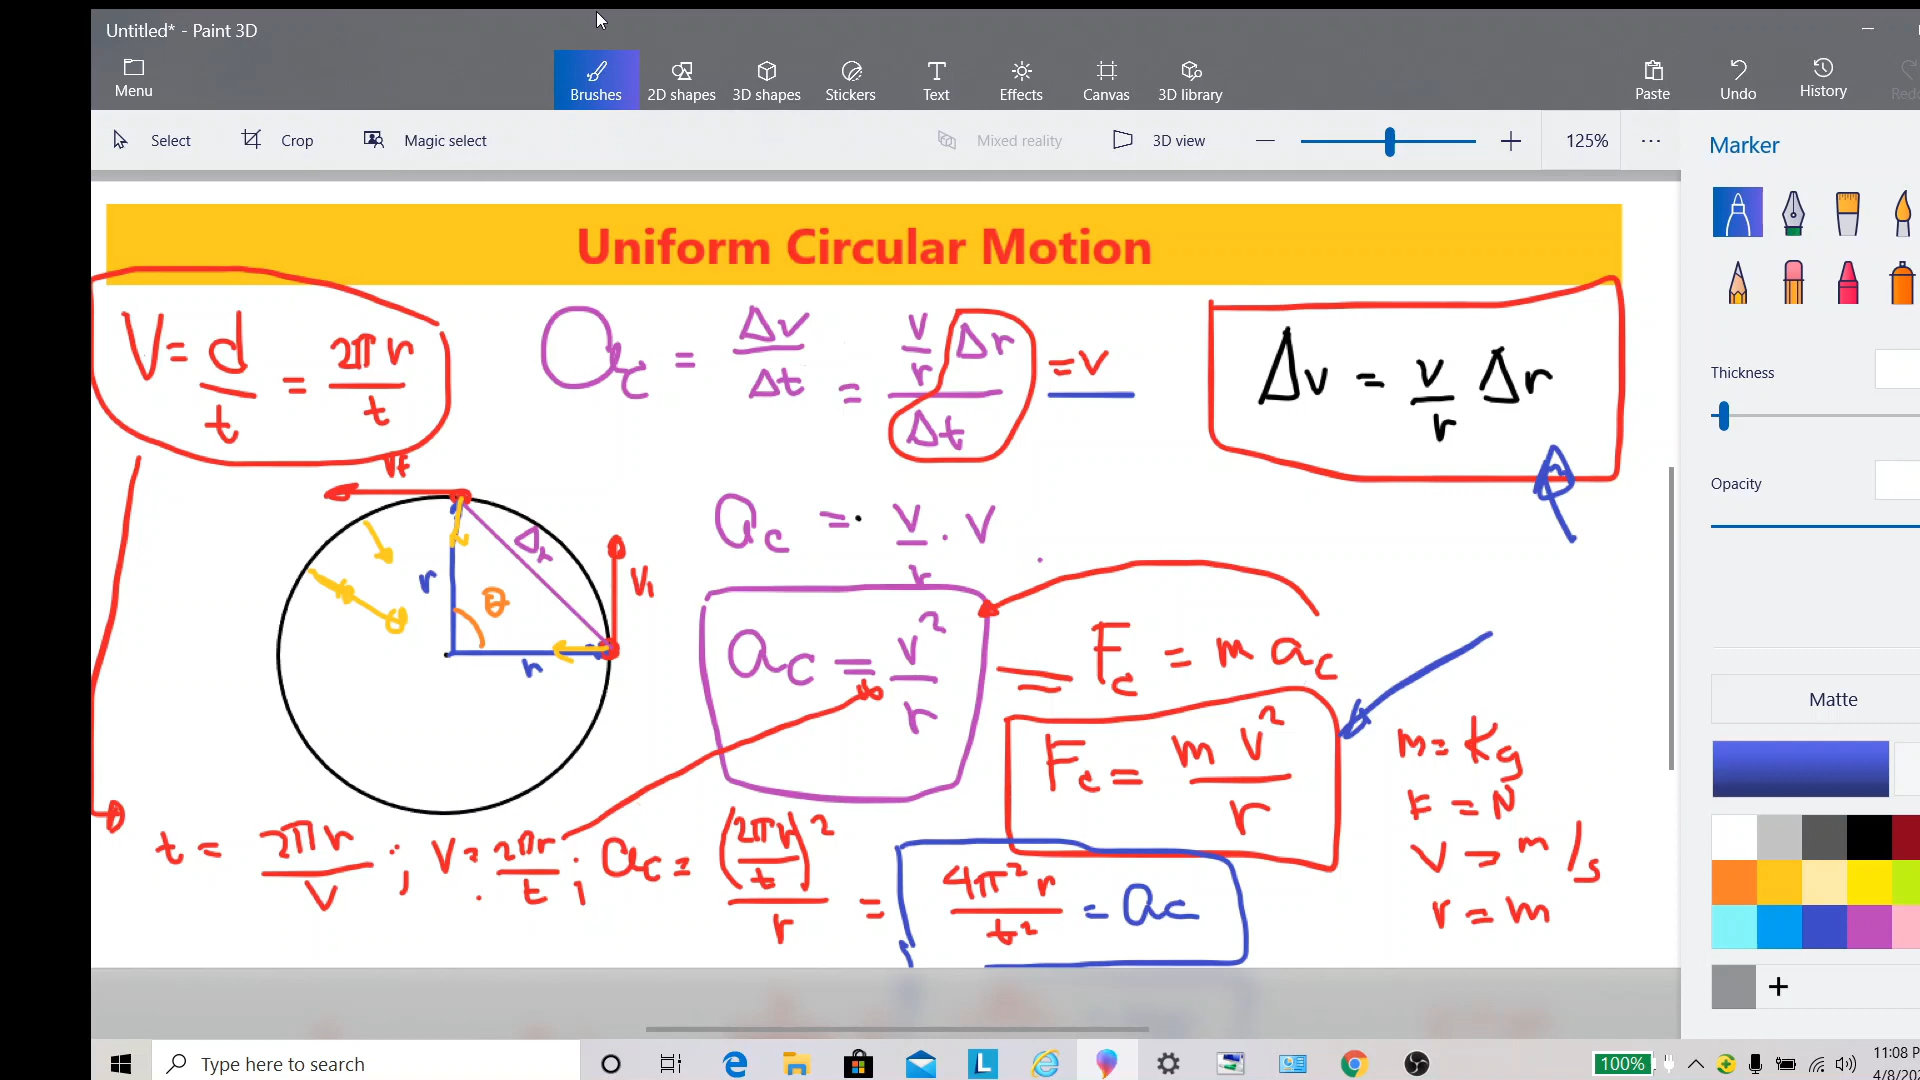 Untitled* - Paint 3D
Menu
Brushes
2D shapes
3D shapes
Stickers
Text
Effects
Canvas
3D library
Paste
Undo
History
Select
Crop
Magic select
Mixed reality
3D view
125%
Marker
Uniform Circular Motion
V = d/t = 2πr/t
ac = Δv/Δt = (v/r Δr)/Δt = v
Δv = v/r Δr
Thickness
Opacity
Vf
Δr
r
θ
V1
r
ac = v/r · v
ac = v²/r
Fc = m ac
Fc = m v²/r
m = Kg
F = N
V → m/s
r = m
t = 2πr/V ; V = 2πr/t ; ac = (2πr/t)²/r = 4π²r/t² = ac
Matte
Type here to search
100%
11:08 P